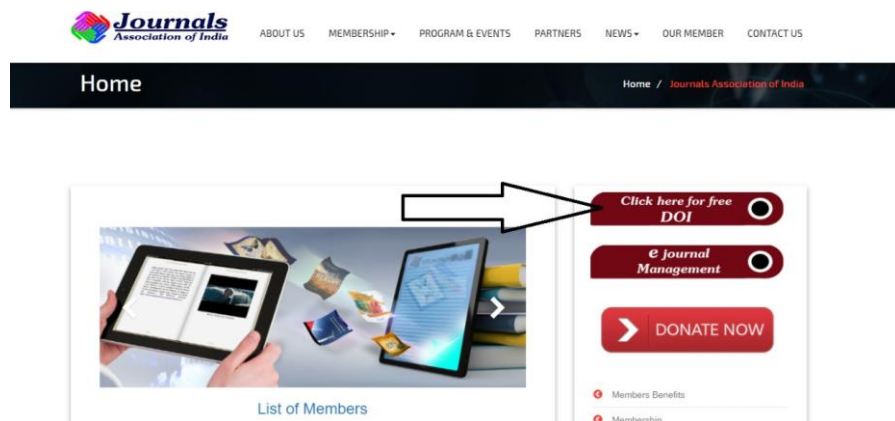 Journals
Association of India
ABOUT US MEMBERSHIP PROGRAM & EVENTS PARTNERS NEWS OUR MEMBER CONTACT US
Home
Home / Journals Association of India
Click here for free
DOI
e Journal
Management
DONATE NOW
List of Members
Members Benefits
Membership